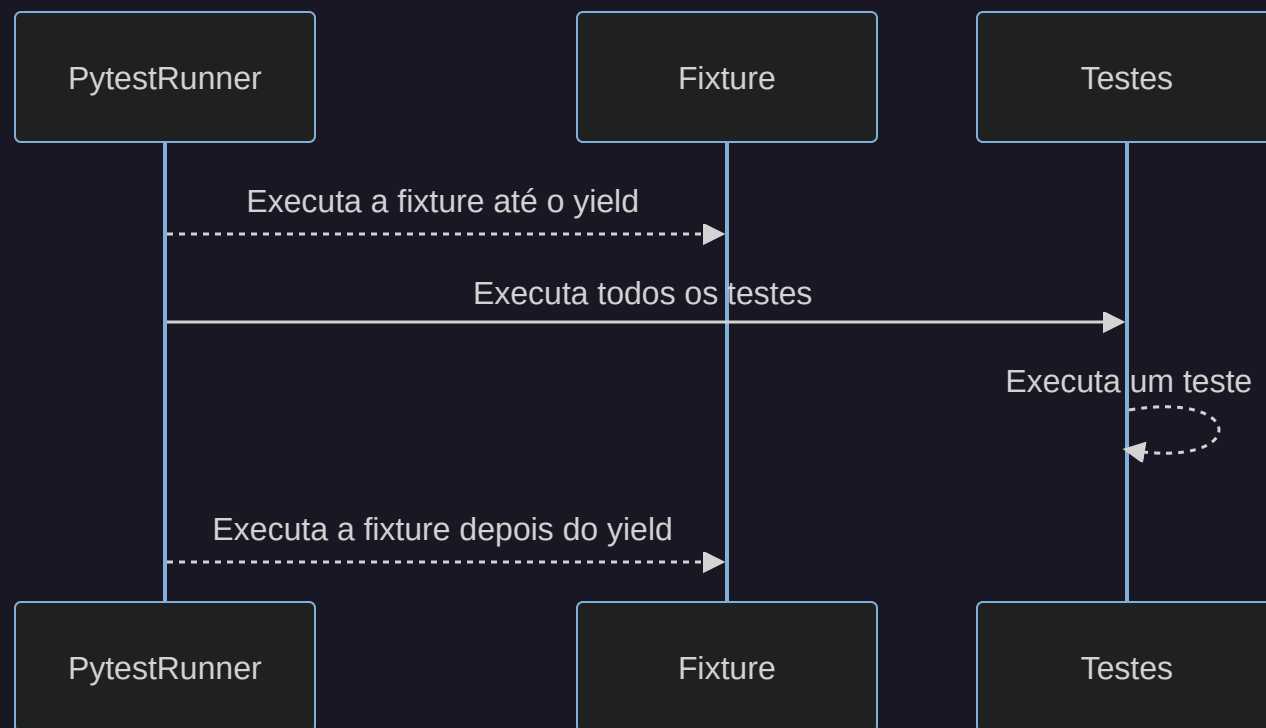 PytestRunner
Fixture
Testes
Executa a fixture até o yield
Executa todos os testes
Executa um teste
Executa a fixture depois do yield
PytestRunner
Fixture
Testes